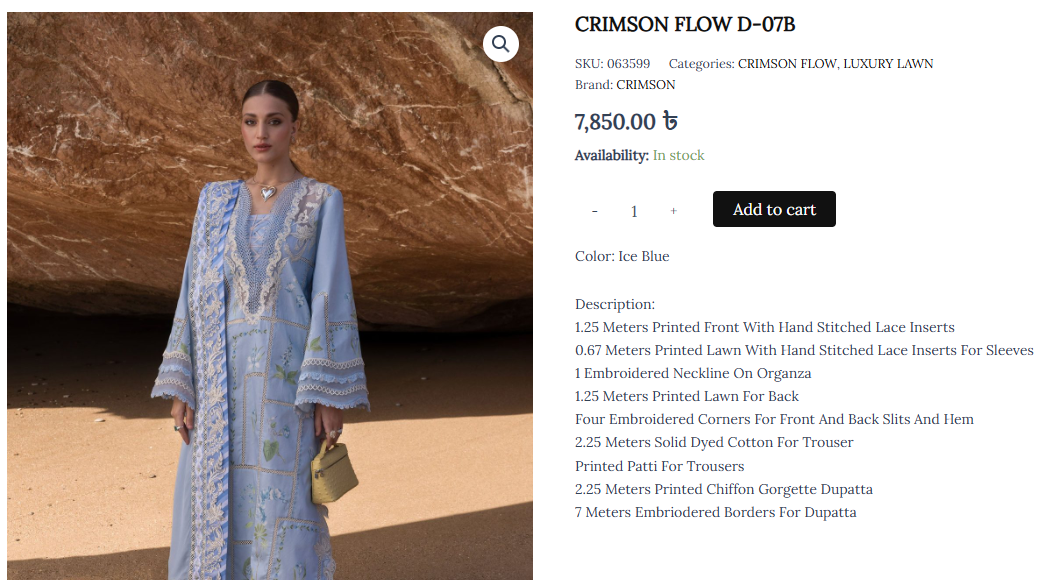 CRIMSON FLOW D-07B
SKU: 063599 Categories: CRIMSON FLOW, LUXURY LAWN
Brand: CRIMSON
7,850.00 ৳
Availability: In stock
- 1 + Add to cart
Color: Ice Blue
Description:
1.25 Meters Printed Front With Hand Stitched Lace Inserts
0.67 Meters Printed Lawn With Hand Stitched Lace Inserts For Sleeves
1 Embroidered Neckline On Organza
1.25 Meters Printed Lawn For Back
Four Embroidered Corners For Front And Back Slits And Hem
2.25 Meters Solid Dyed Cotton For Trouser
Printed Patti For Trousers
2.25 Meters Printed Chiffon Gorgette Dupatta
7 Meters Embriodered Borders For Dupatta